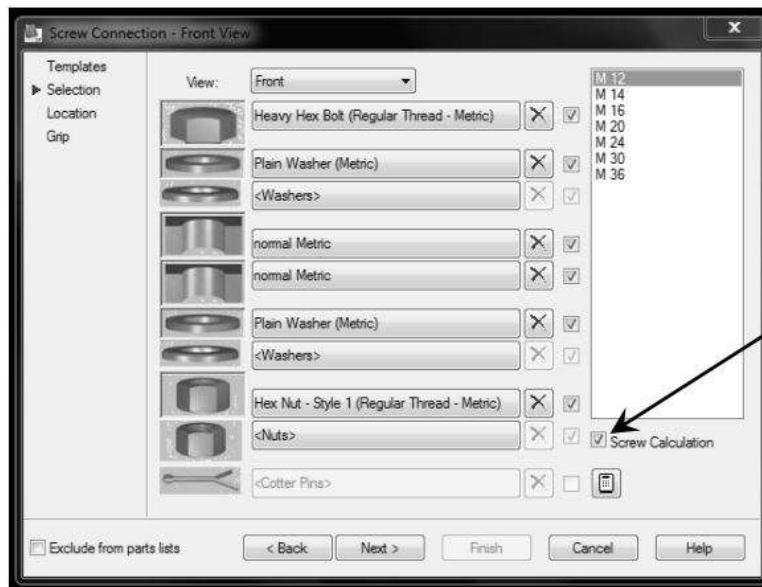 Screw Connection - Front View
X
Templates
Selection
Location
Grip
View:
Front
Heavy Hex Bolt (Regular Thread - Metric)
Plain Washer (Metric)
<Washers>
normal Metric
normal Metric
Plain Washer (Metric)
<Washers>
Hex Nut - Style 1 (Regular Thread - Metric)
<Nuts>
<Cotter Pins>
M 12
M 14
M 16
M 20
M 24
M 30
M 36
Screw Calculation
Exclude from parts lists
< Back
Next >
Finish
Cancel
Help